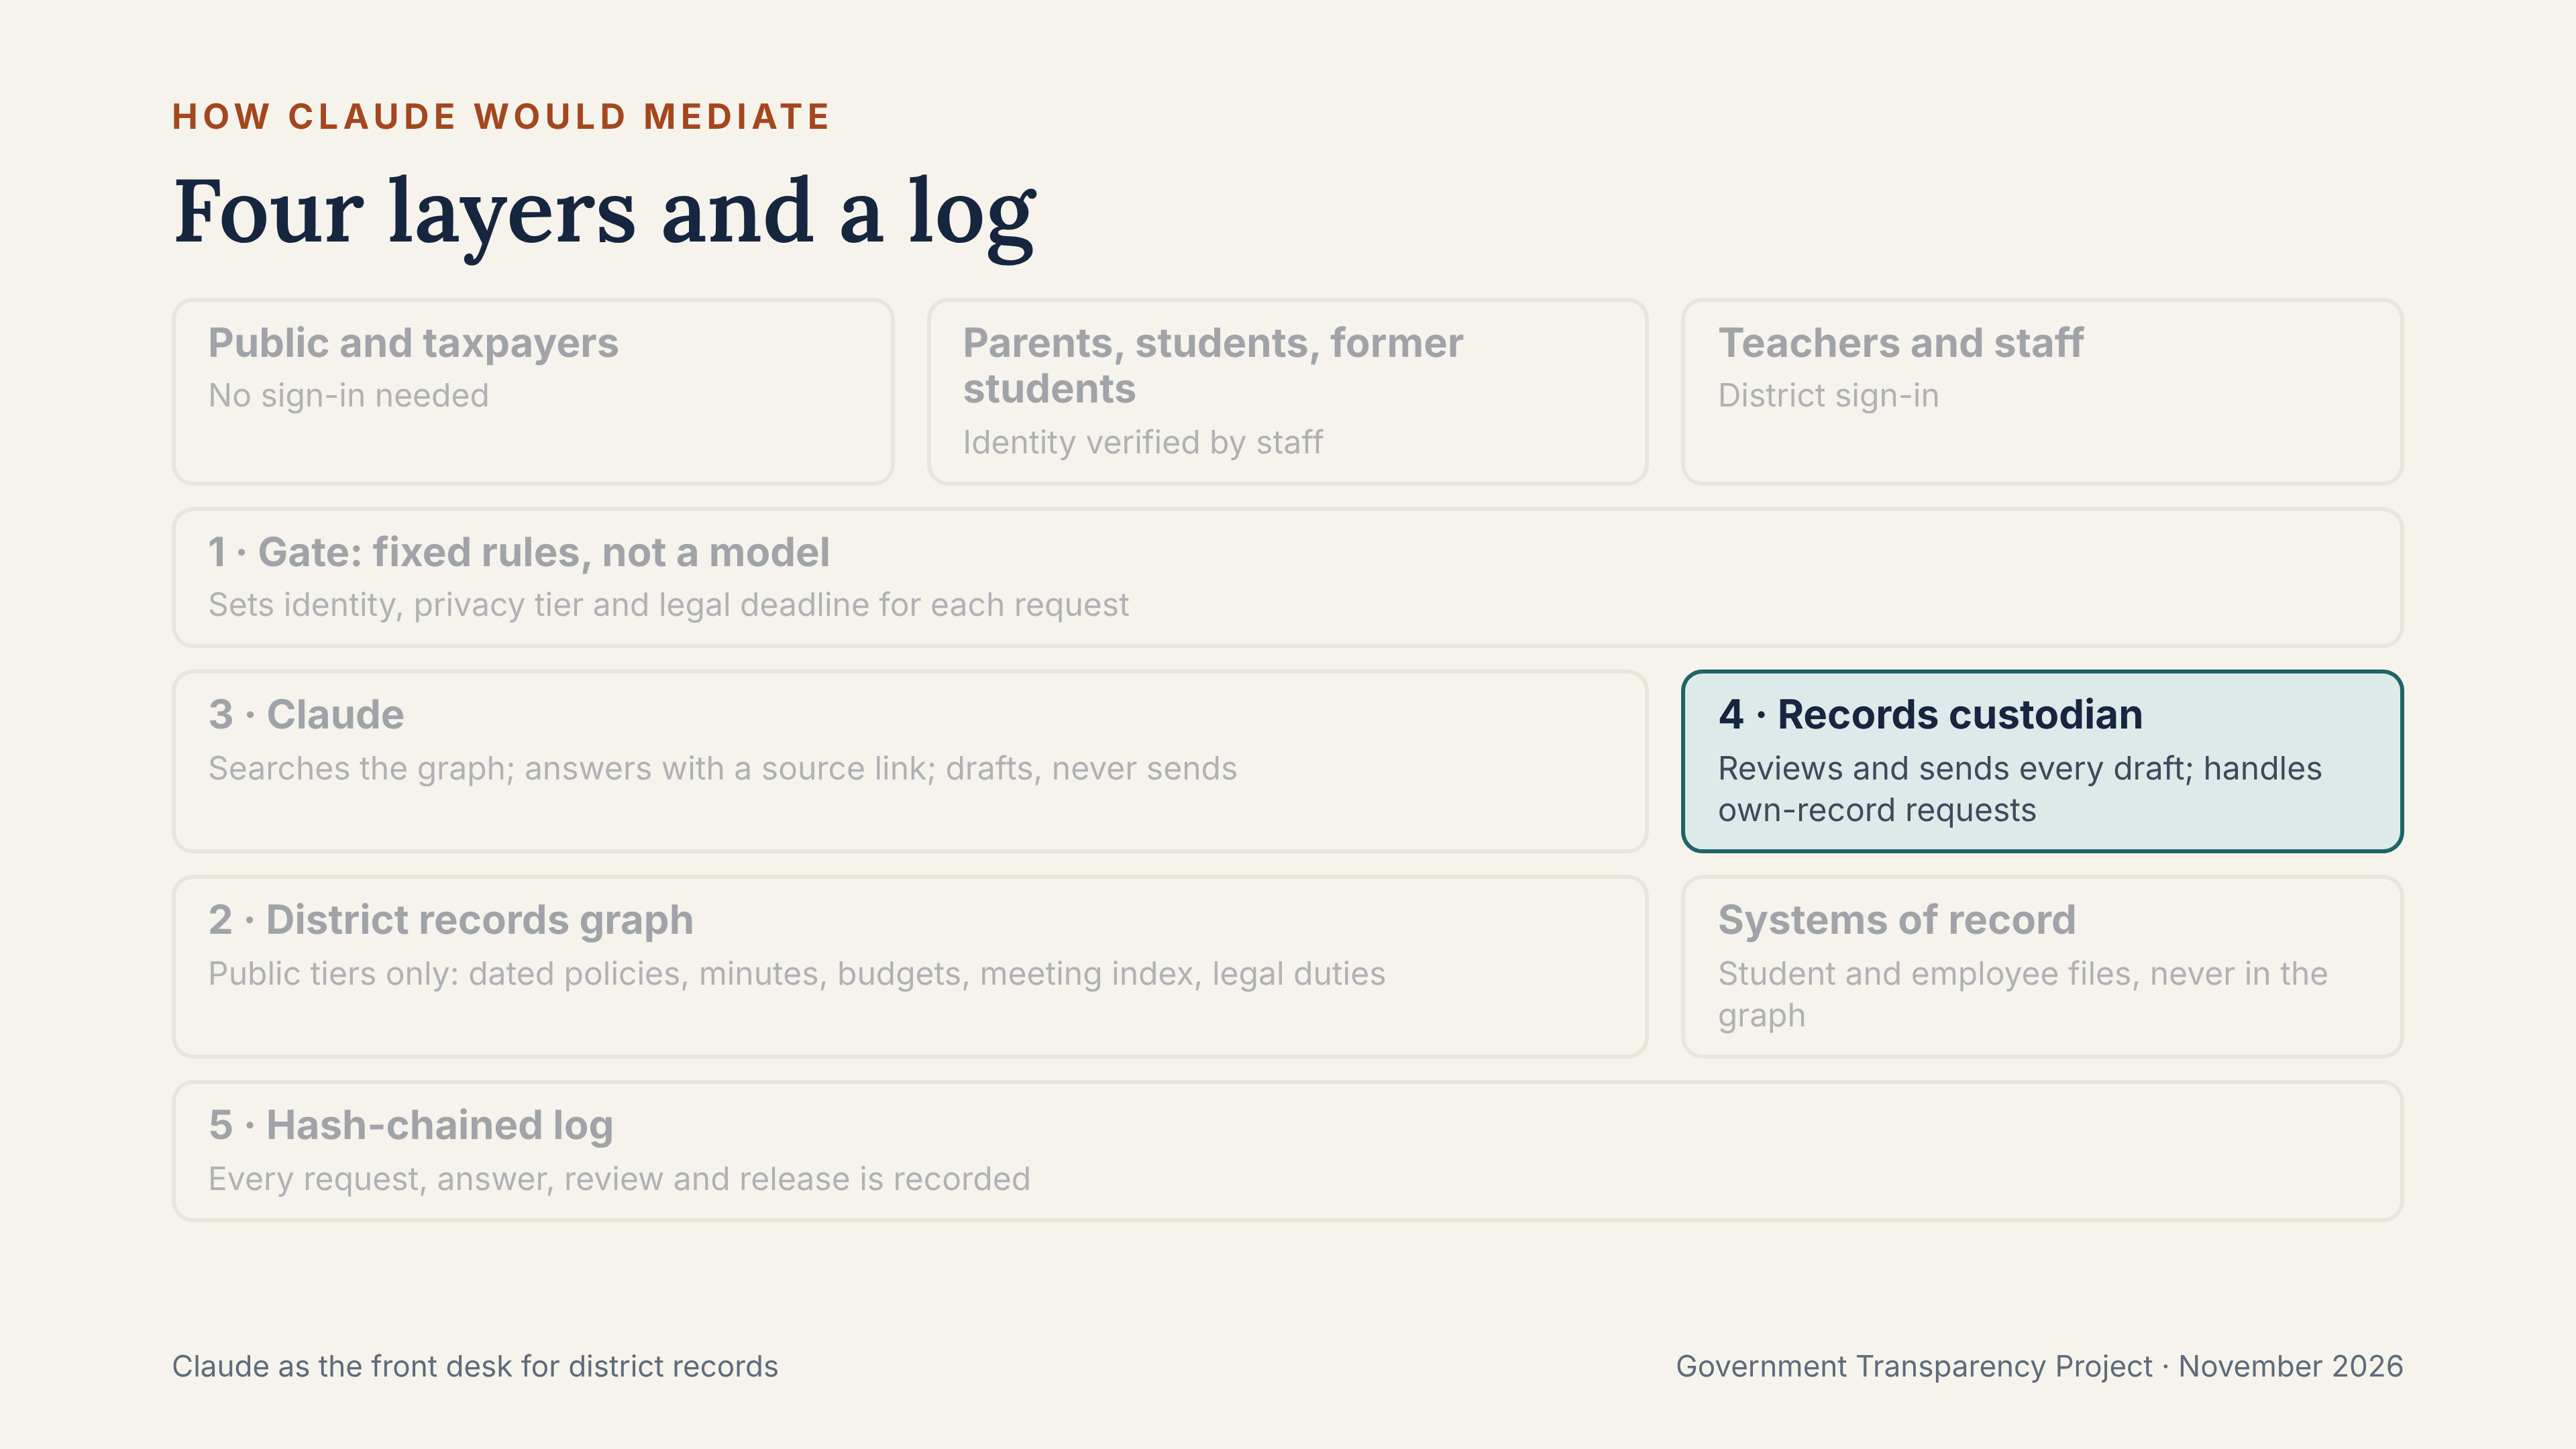 HOW CLAUDE WOULD MEDIATE
Four layers and a log
Public and taxpayers
No sign-in needed
Parents, students, former
students
Identity verified by staff
Teachers and staff
District sign-in
1 · Gate: fixed rules, not a model
Sets identity, privacy tier and legal deadline for each request
3 · Claude
Searches the graph; answers with a source link; drafts, never sends
4 · Records custodian
Reviews and sends every draft; handles
own-record requests
2 · District records graph
Public tiers only: dated policies, minutes, budgets, meeting index, legal duties
Systems of record
Student and employee files, never in the
graph
5 · Hash-chained log
Every request, answer, review and release is recorded
Claude as the front desk for district records
Government Transparency Project · November 2026